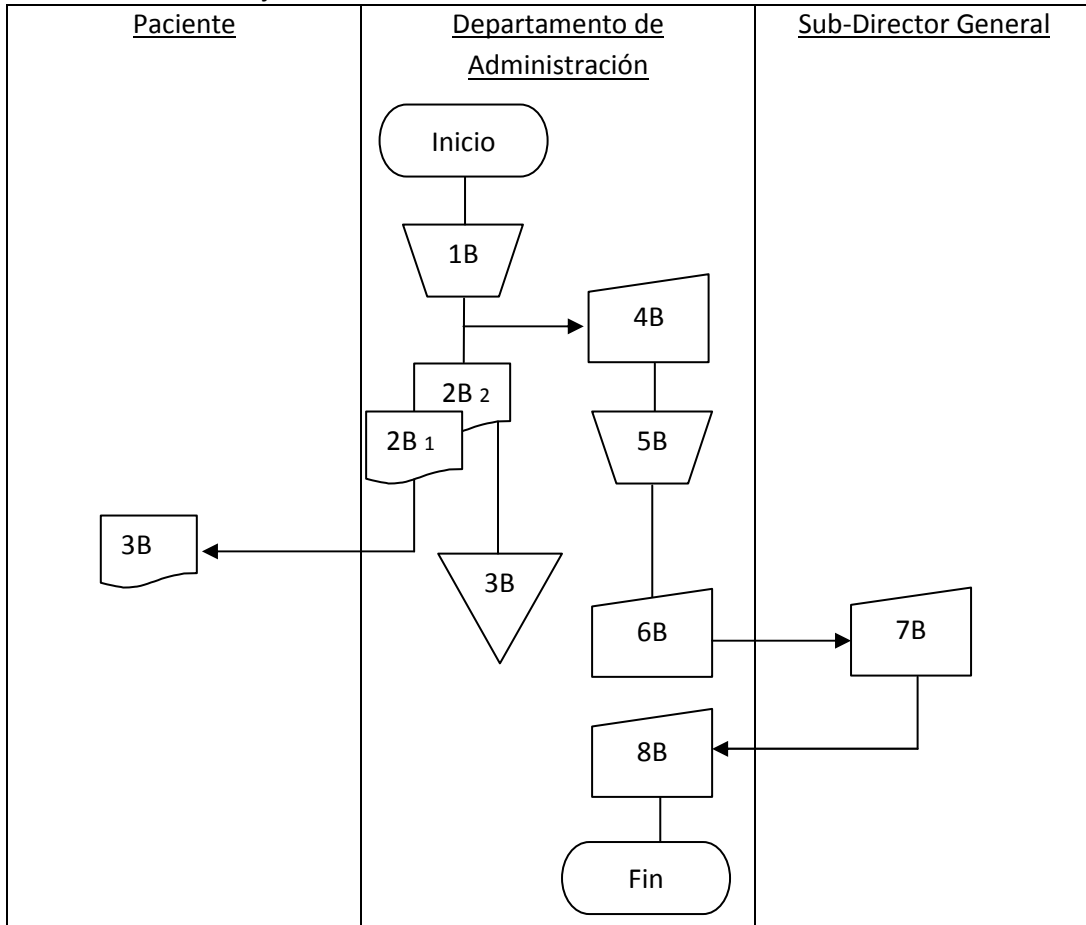 Paciente
Departamento de
Administración
Sub-Director General
Inicio
1B
4B
2B 2
2B 1
5B
3B
3B
6B
7B
8B
Fin